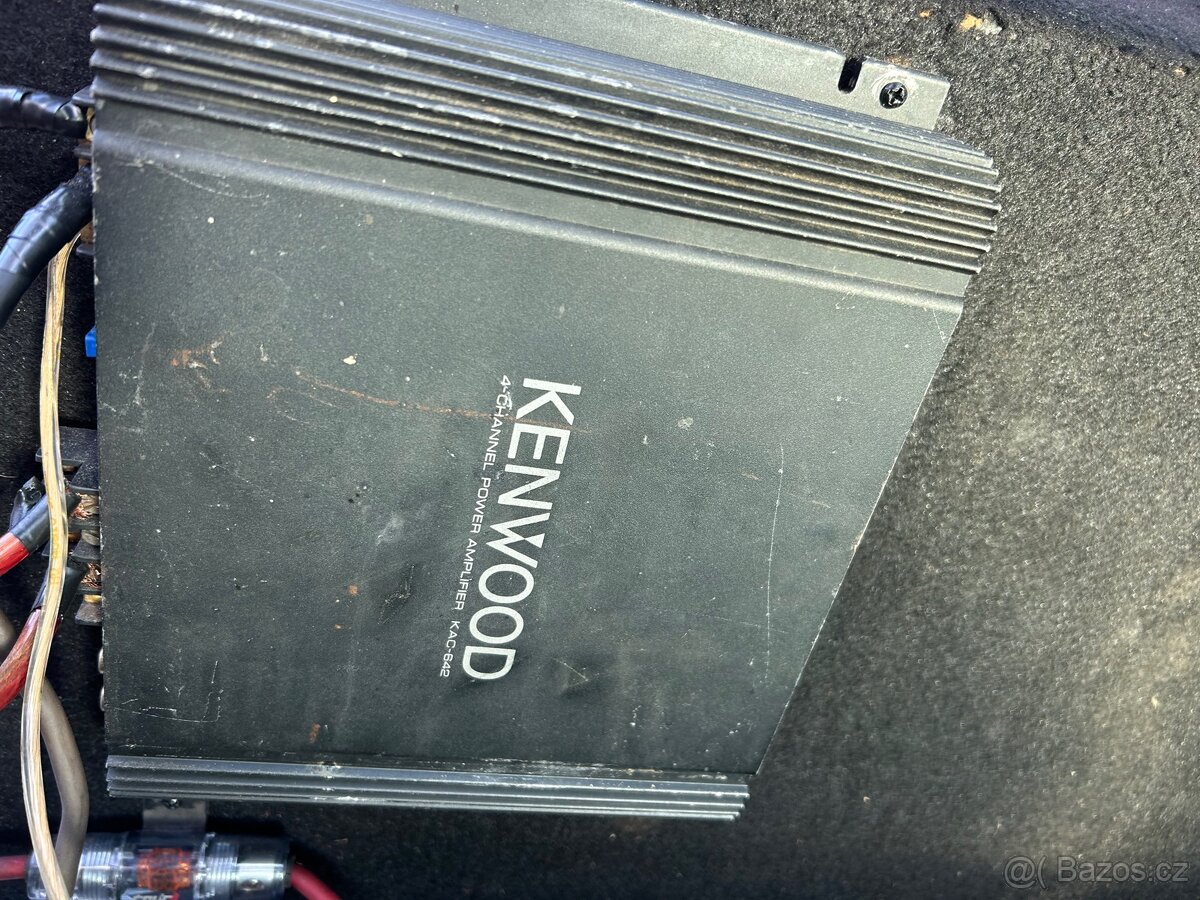 KENWOOD
4-CHANNEL POWER AMPLIFIER KAC-642
@( Bazos.cz